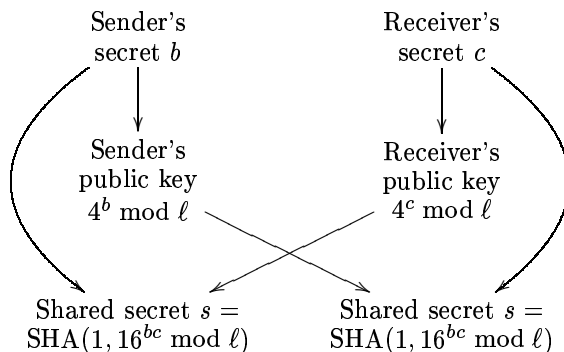 Sender's
secret b
Receiver's
secret c
Sender's
public key
4^b mod ℓ
Receiver's
public key
4^c mod ℓ
Shared secret s =
SHA(1, 16^{bc} mod ℓ)
Shared secret s =
SHA(1, 16^{bc} mod ℓ)